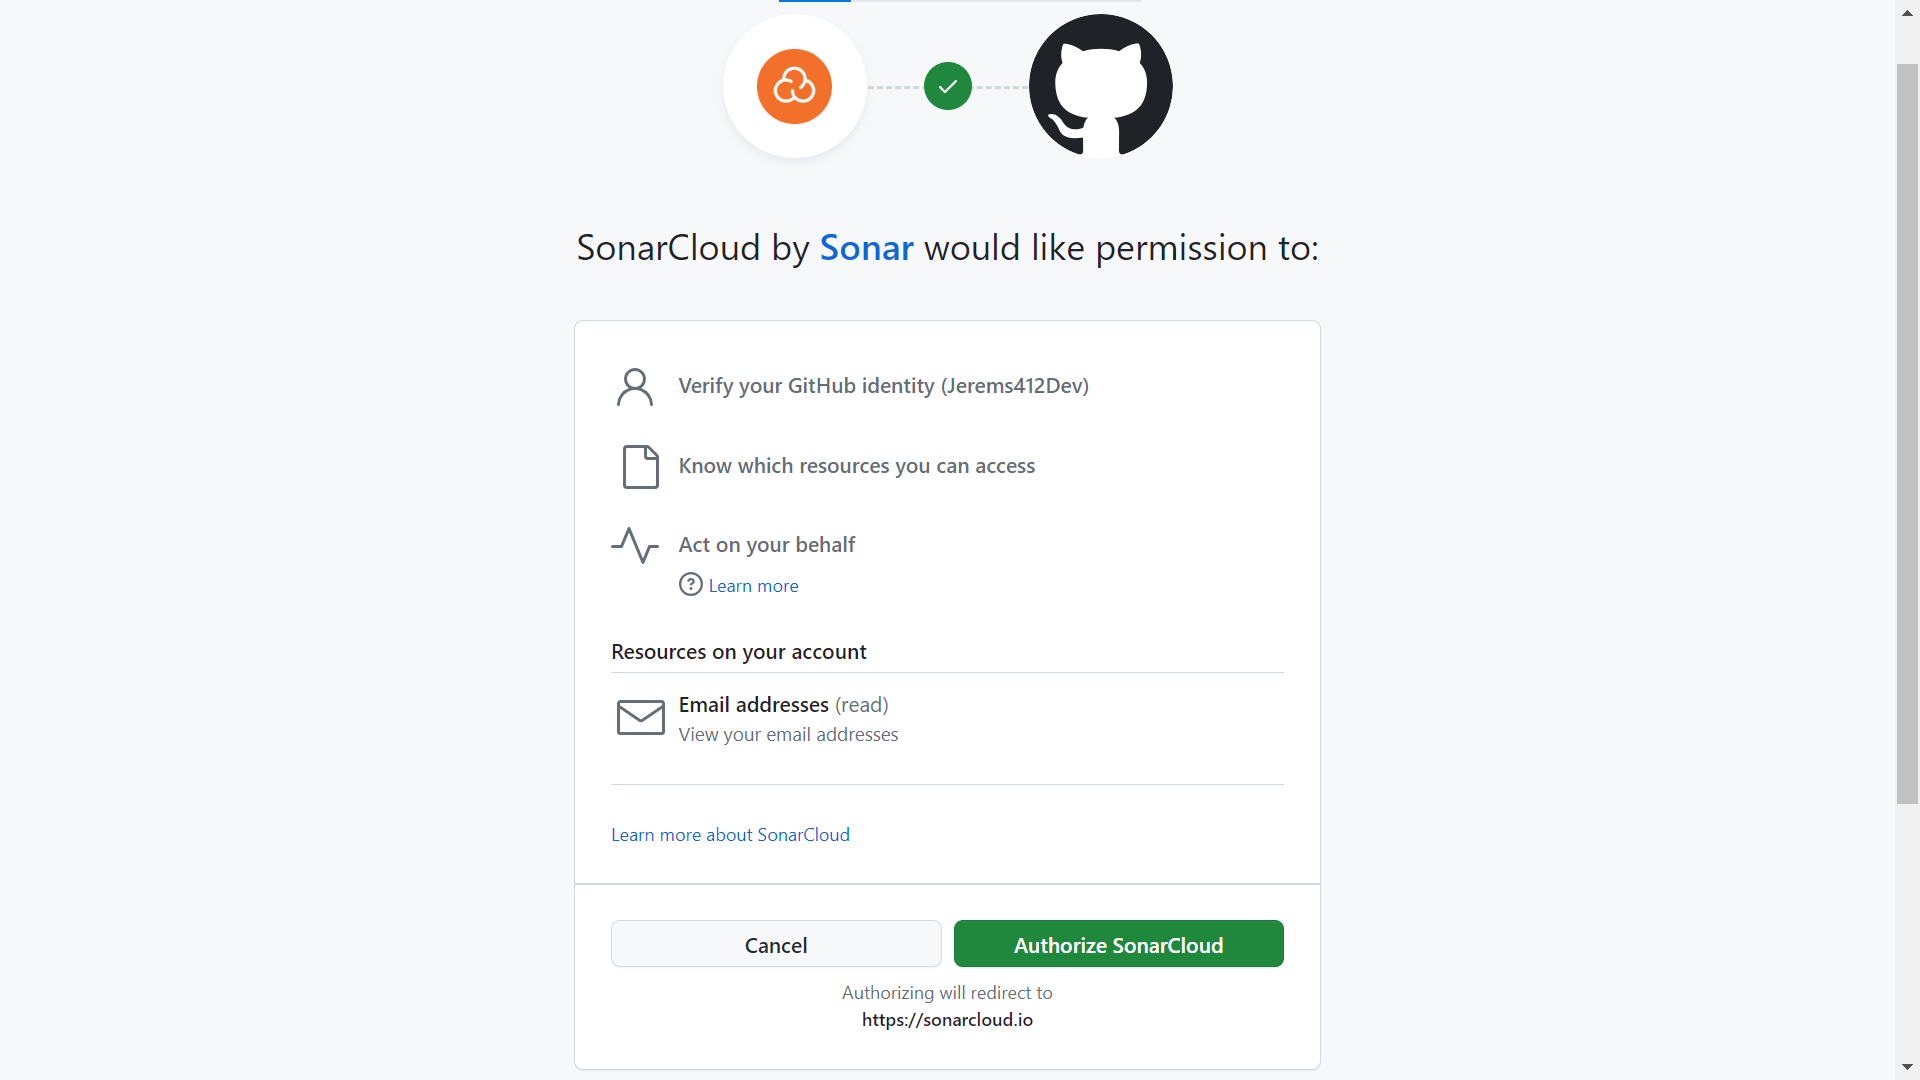 SonarCloud by Sonar would like permission to:
Verify your GitHub identity (Jerems412Dev)
Know which resources you can access
Act on your behalf
Learn more
Resources on your account
Email addresses (read)
View your email addresses
Learn more about SonarCloud
Cancel
Authorize SonarCloud
Authorizing will redirect to
https://sonarcloud.io